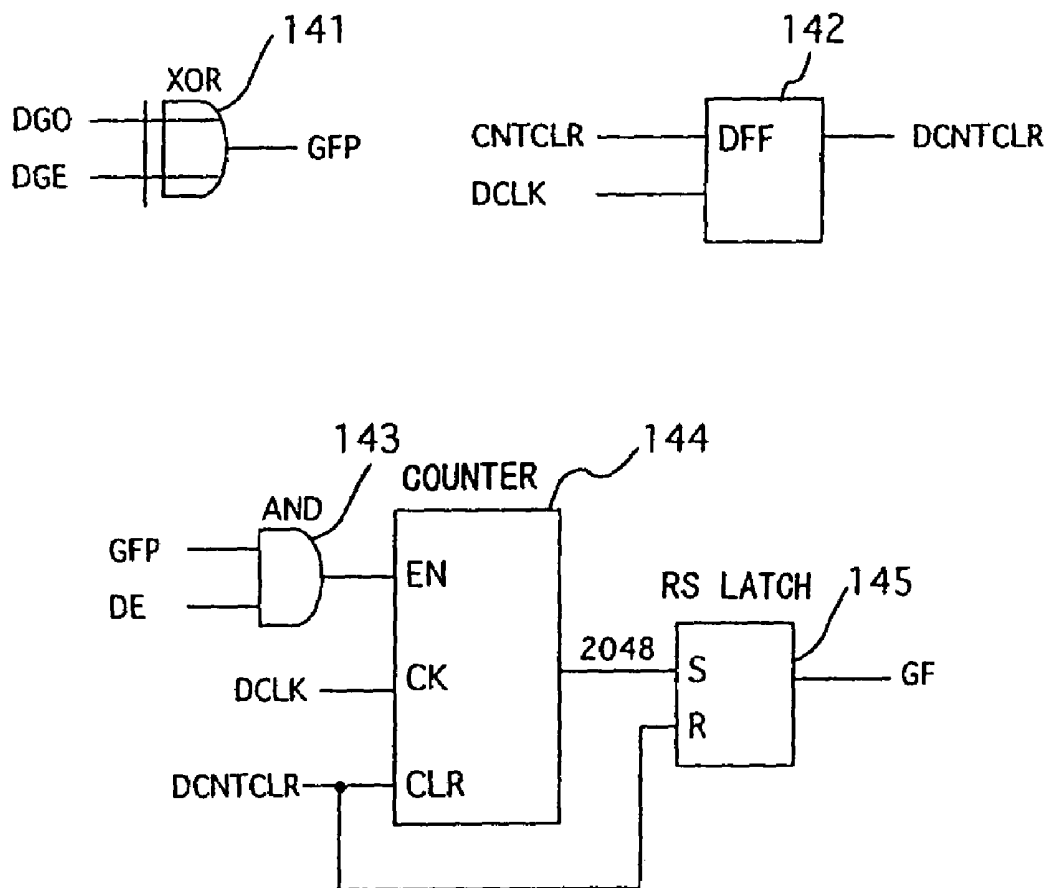 141
142
XOR
DGO
DGE
GFP
CNTCLR
DFF
DCNTCLR
DCLK
143
144
COUNTER
AND
GFP
DE
EN
RS LATCH
145
2048
S
GF
DCLK
CK
R
DCNTCLR
CLR